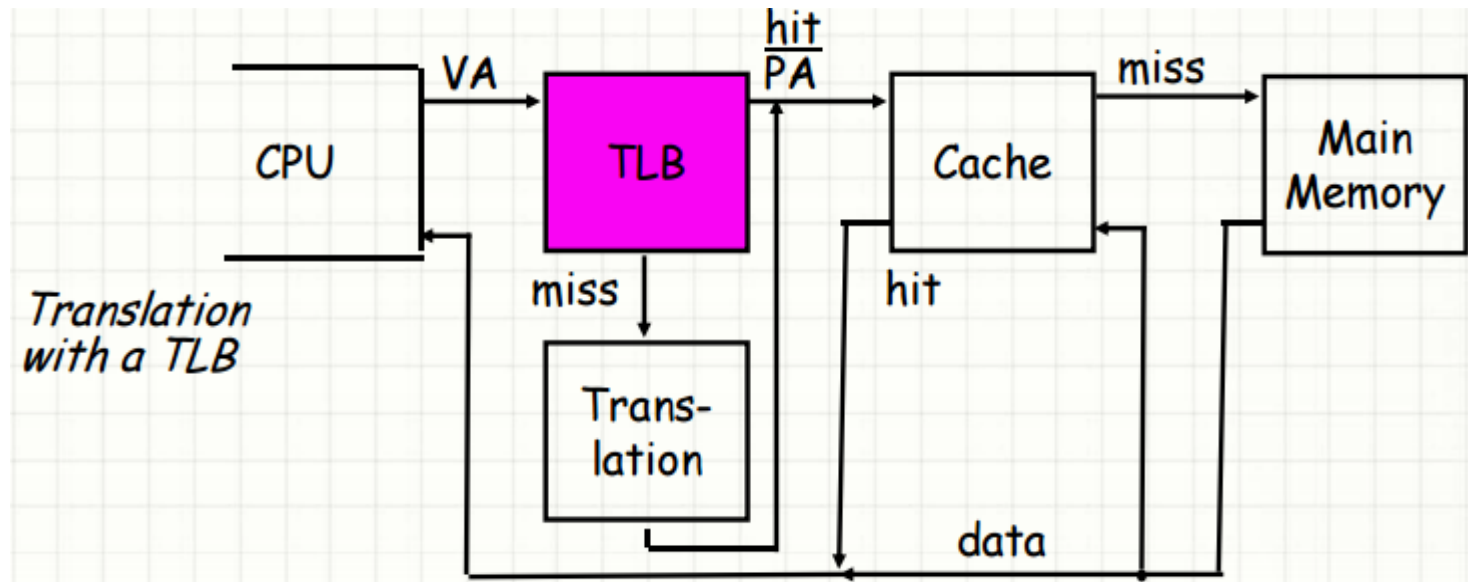 hit
VA
PA
miss
CPU
TLB
Cache
Main
Memory
miss
hit
Translation
with a TLB
Trans-
lation
data